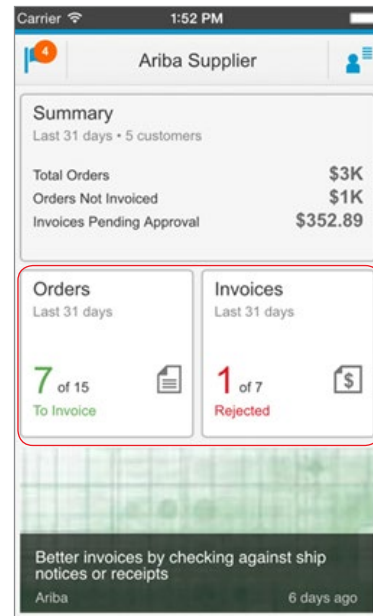 Carrier 1:52 PM
4
Ariba Supplier
Summary
Last 31 days • 5 customers
Total Orders $3K
Orders Not Invoiced $1K
Invoices Pending Approval $352.89
Orders
Last 31 days
7 of 15
To Invoice
Invoices
Last 31 days
1 of 7
$
Rejected
Better invoices by checking against ship
notices or receipts
Ariba 6 days ago